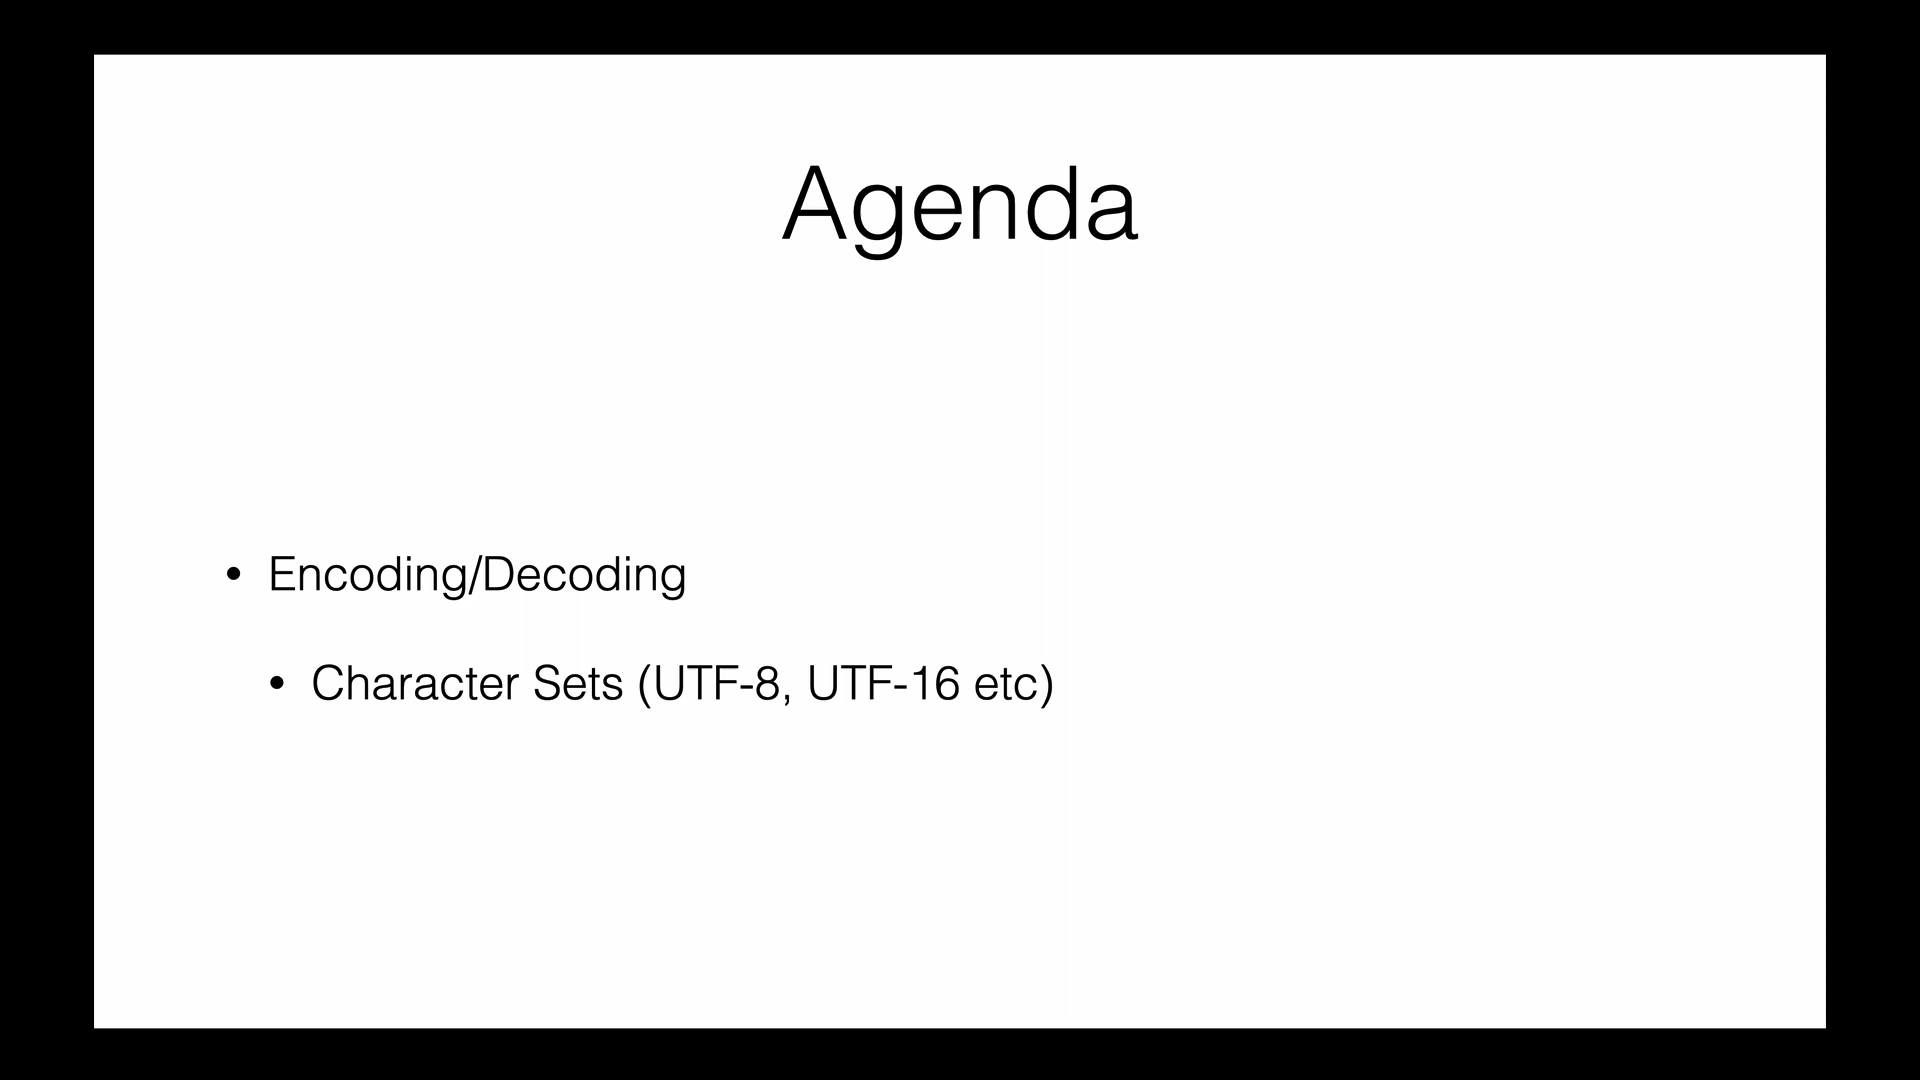 Agenda
• Encoding/Decoding
• Character Sets (UTF-8, UTF-16 etc)